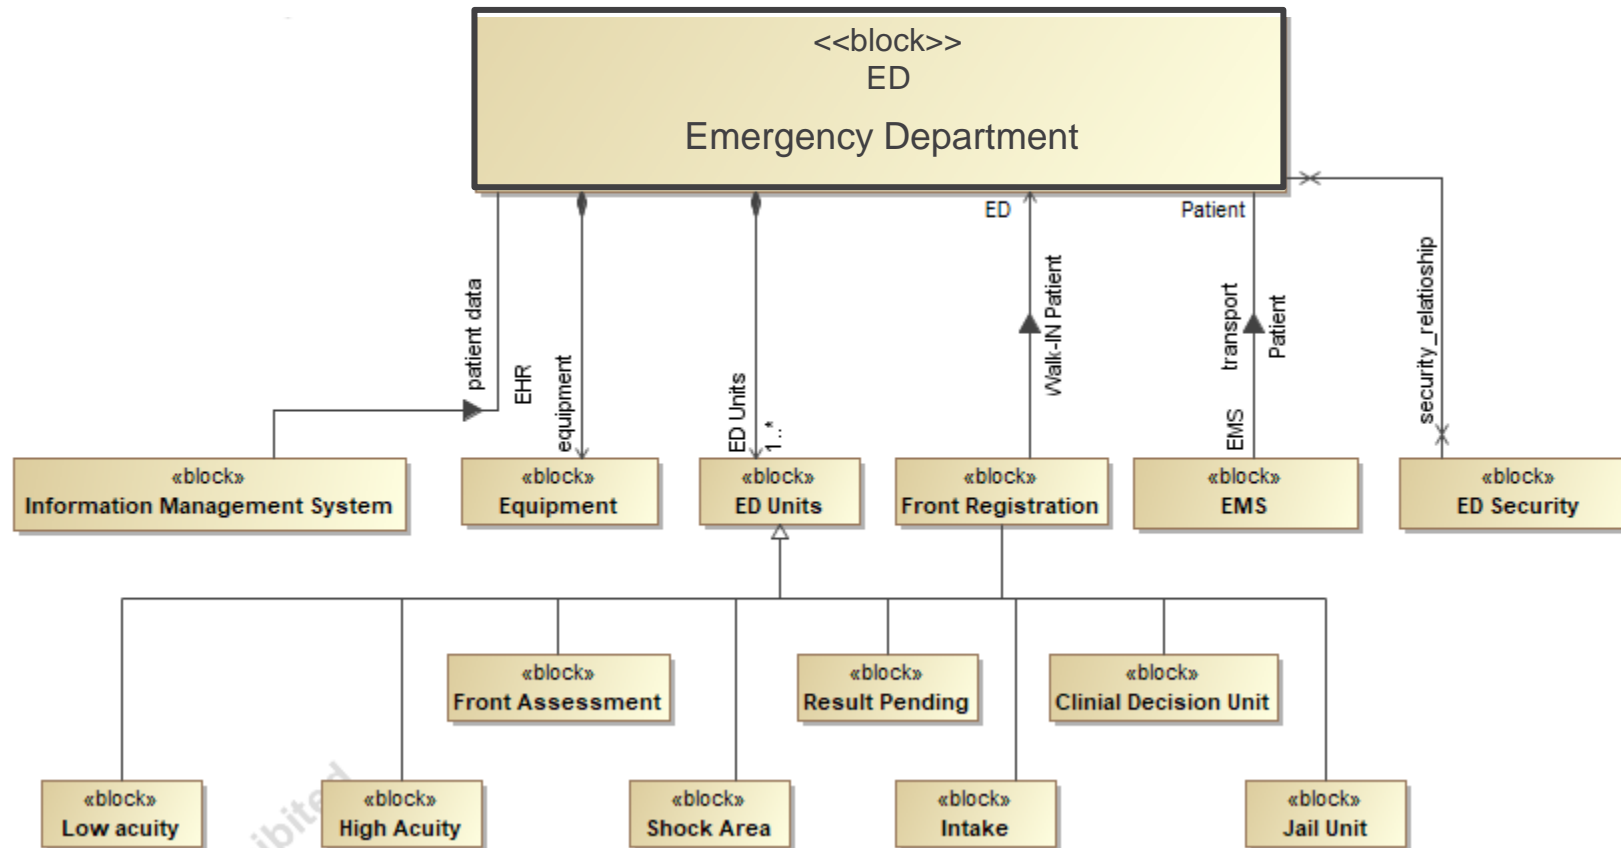 <<block>>
ED
Emergency Department
ED
Patient
patient data
EHR
equipment
ED Units
1..*
Walk-IN Patient
transport
Patient
EMS
security_relatioship
«block»
Information Management System
«block»
Equipment
«block»
ED Units
«block»
Front Registration
«block»
EMS
«block»
ED Security
«block»
Front Assessment
«block»
Result Pending
«block»
Clinial Decision Unit
«block»
Low acuity
«block»
High Acuity
«block»
Shock Area
«block»
Intake
«block»
Jail Unit